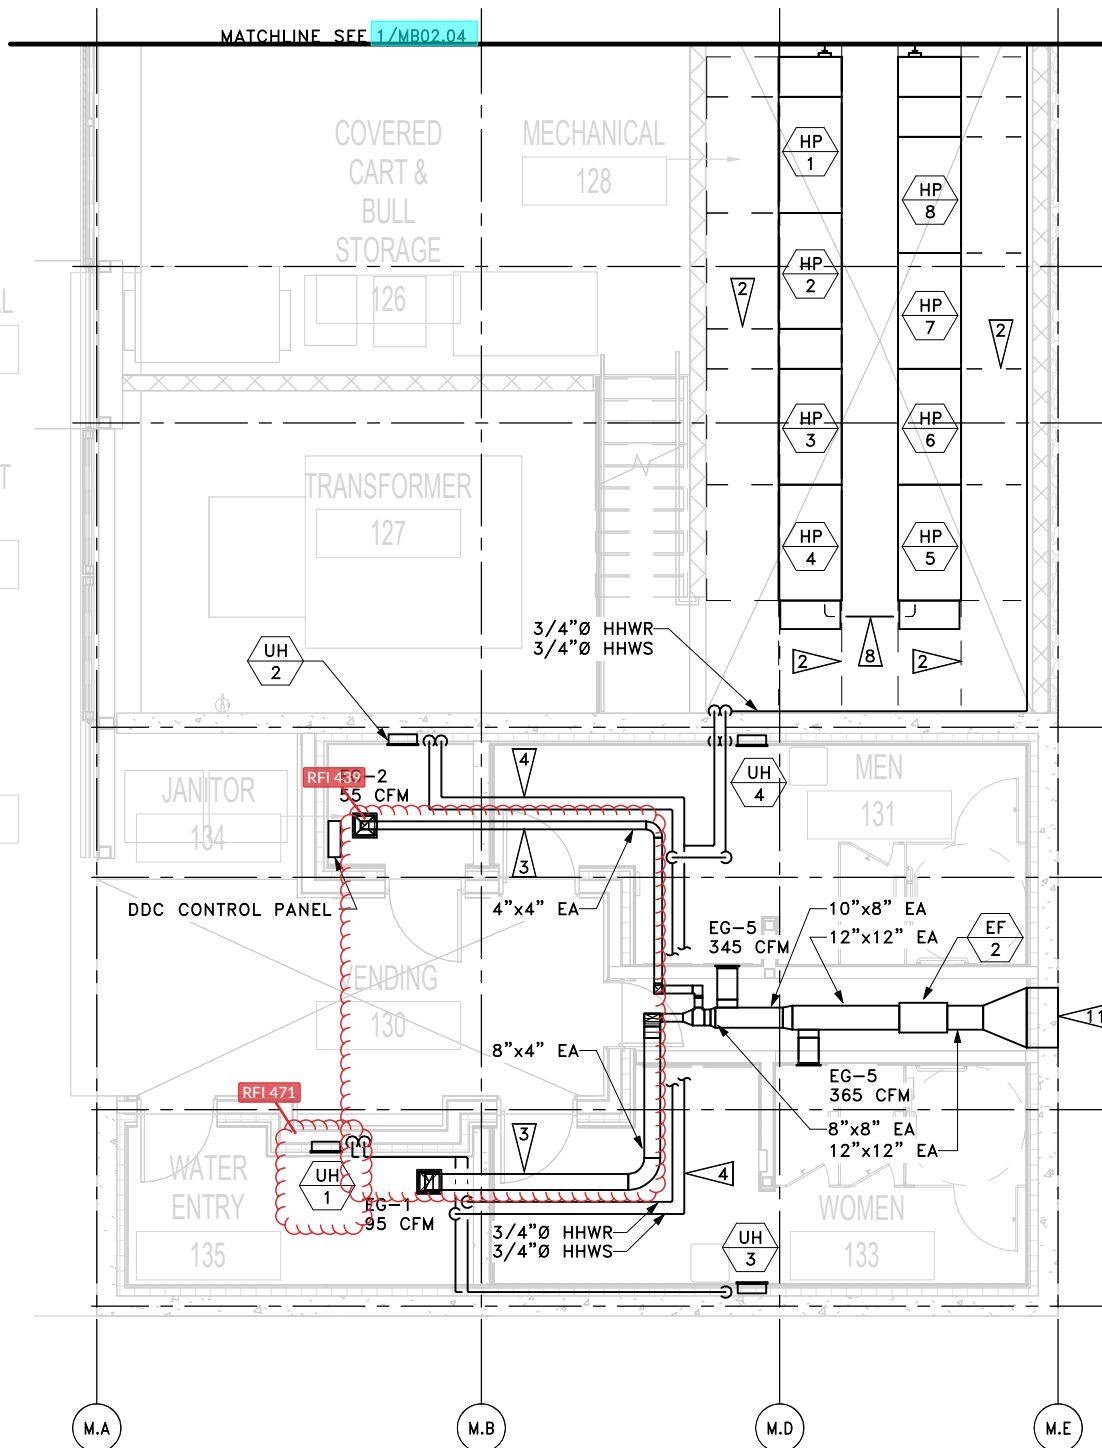 MATCHLINE SEE 1/MB02.04
COVERED
CART &
BULL
STORAGE
126
MECHANICAL
128
HP
1
HP
8
HP
2
HP
7
2
2
HP
3
HP
6
HP
4
HP
5
TRANSFORMER
127
3/4"Ø HHWR
3/4"Ø HHWS
2
8
2
UH
2
RFI 439
-2
55 CFM
4
UH
4
MEN
131
JANITOR
134
3
DDC CONTROL PANEL
4"x4" EA
EG-5
345 CFM
10"x8" EA
12"x12" EA
EF
2
VENDING
130
11
8"x4" EA
EG-5
365 CFM
8"x8" EA
12"x12" EA
RFI 471
3
4
WATER
ENTRY
135
UH
1
EG-1
95 CFM
3/4"Ø HHWR
3/4"Ø HHWS
UH
3
WOMEN
133
M.A
M.B
M.D
M.E